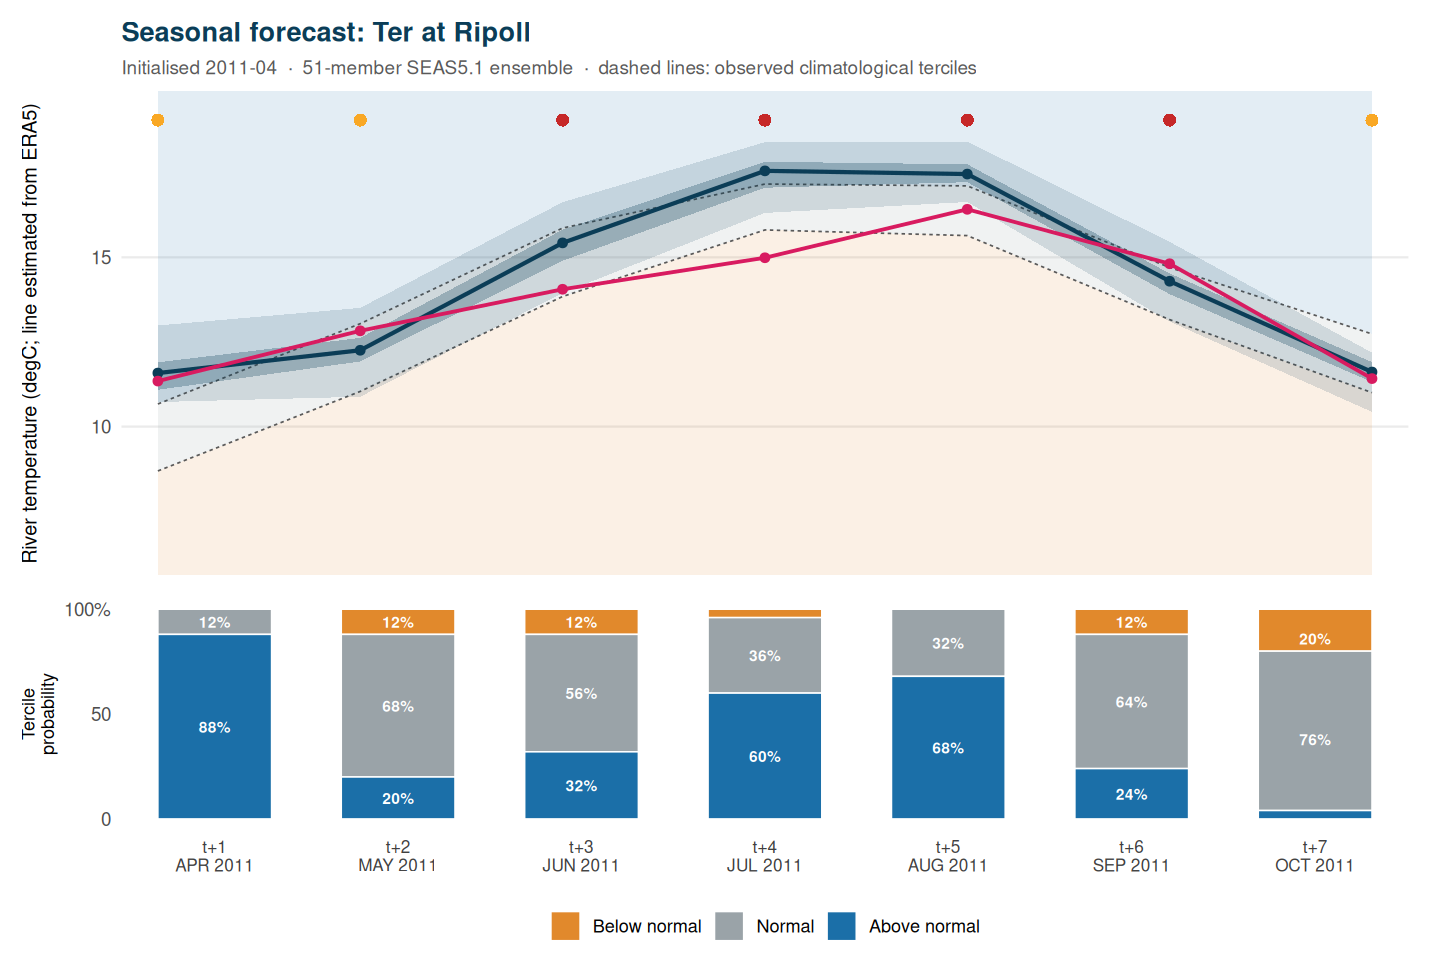 Seasonal forecast: Ter at Ripoll
Initialised 2011-04 · 51-member SEAS5.1 ensemble · dashed lines: observed climatological terciles
River temperature (degC; line estimated from ERA5)
15
10
Tercile
probability
100%
50
0
12%
88%
12%
68%
20%
12%
56%
32%
36%
60%
32%
68%
12%
64%
24%
20%
76%
t+1
APR 2011
t+2
MAY 2011
t+3
JUN 2011
t+4
JUL 2011
t+5
AUG 2011
t+6
SEP 2011
t+7
OCT 2011
Below normal
Normal
Above normal